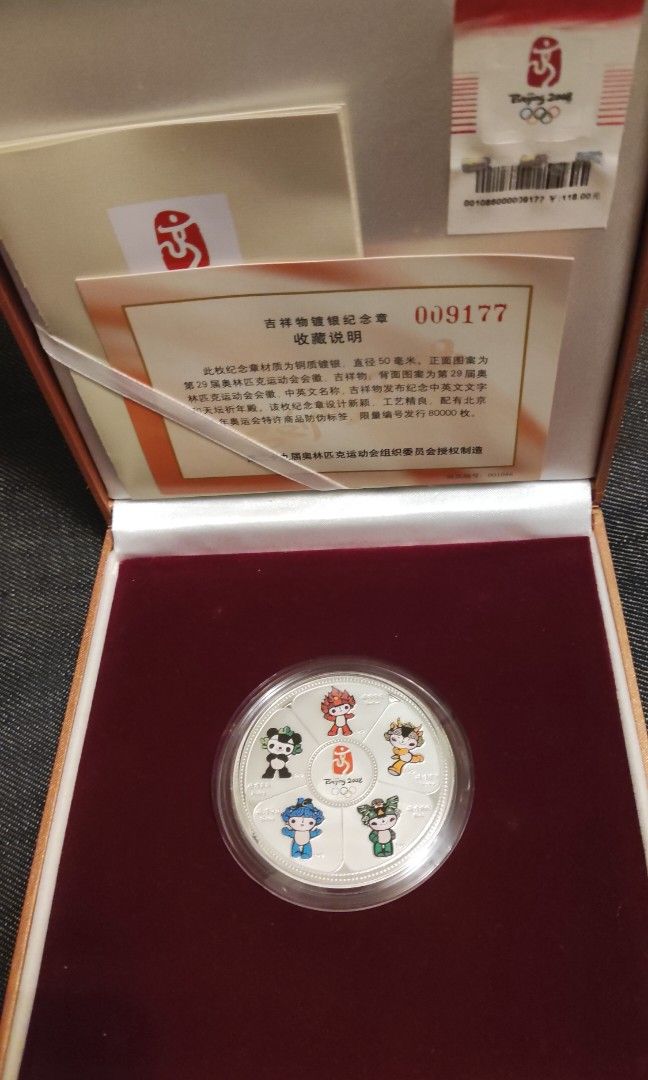 Beijing 2008
001086000009177 ¥ 118.00元
吉祥物镀银纪念章
009177
收藏说明
此枚纪念章材质为铜质镀银，直径50毫米。正面图案为
第29届奥林匹克运动会会徽、吉祥物，背面图案为第29届奥
林匹克运动会会徽、中英文名称，吉祥物发布纪念中英文文字
和天坛祈年殿。该枚纪念章设计新颖，工艺精良，配有北京
年奥运会特许商品防伪标签，限量编号发行80000枚。
九届奥林匹克运动会组织委员会授权制造
001086
Beijing 2008